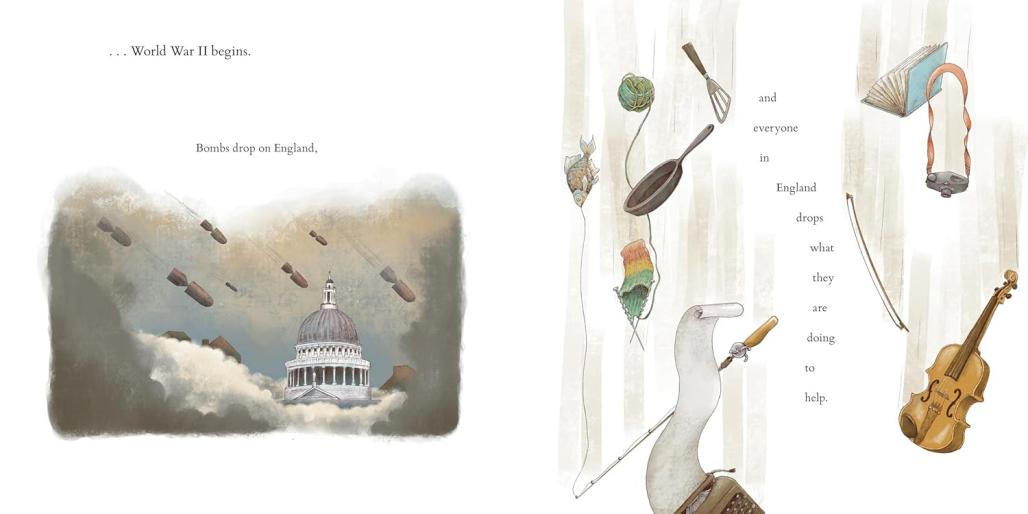 . . . World War II begins.
Bombs drop on England,
and
everyone
in
England
drops
what
they
are
doing
to
help.